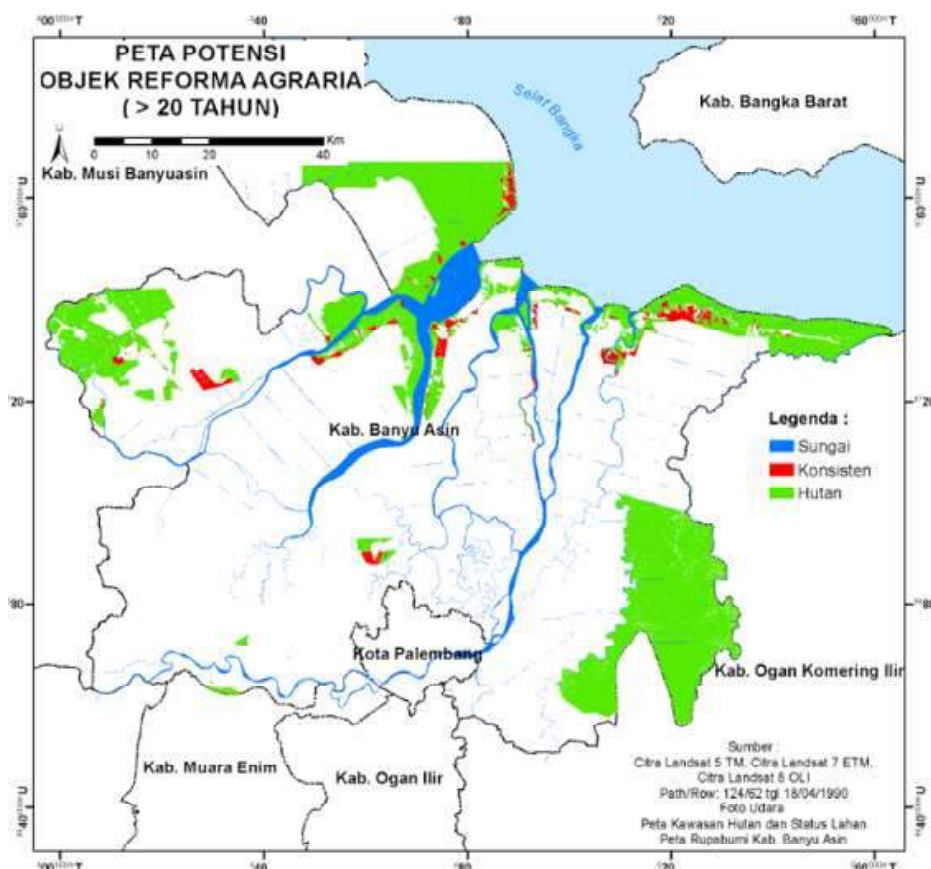 PETA POTENSI
OBJEK REFORMA AGRARIA
( > 20 TAHUN)
Km
0 10 20 40
Kab. Musi Banyuasin
Selat Bangka
Kab. Bangka Barat
Kab. Banyu Asin
Legenda :
Sungai
Konsisten
Hutan
Kota Palembang
Kab. Ogan Komering Ilir
Kab. Muara Enim
Kab. Ogan Ilir
Sumber :
Citra Landsat 5 TM, Citra Landsat 7 ETM,
Citra Landsat 8 OLI
Path/Row: 124/62 tgl 18/04/1990
Foto Udara
Peta Kawasan Hutan dan Status Lahan
Peta Rupabumi Kab. Banyu Asin